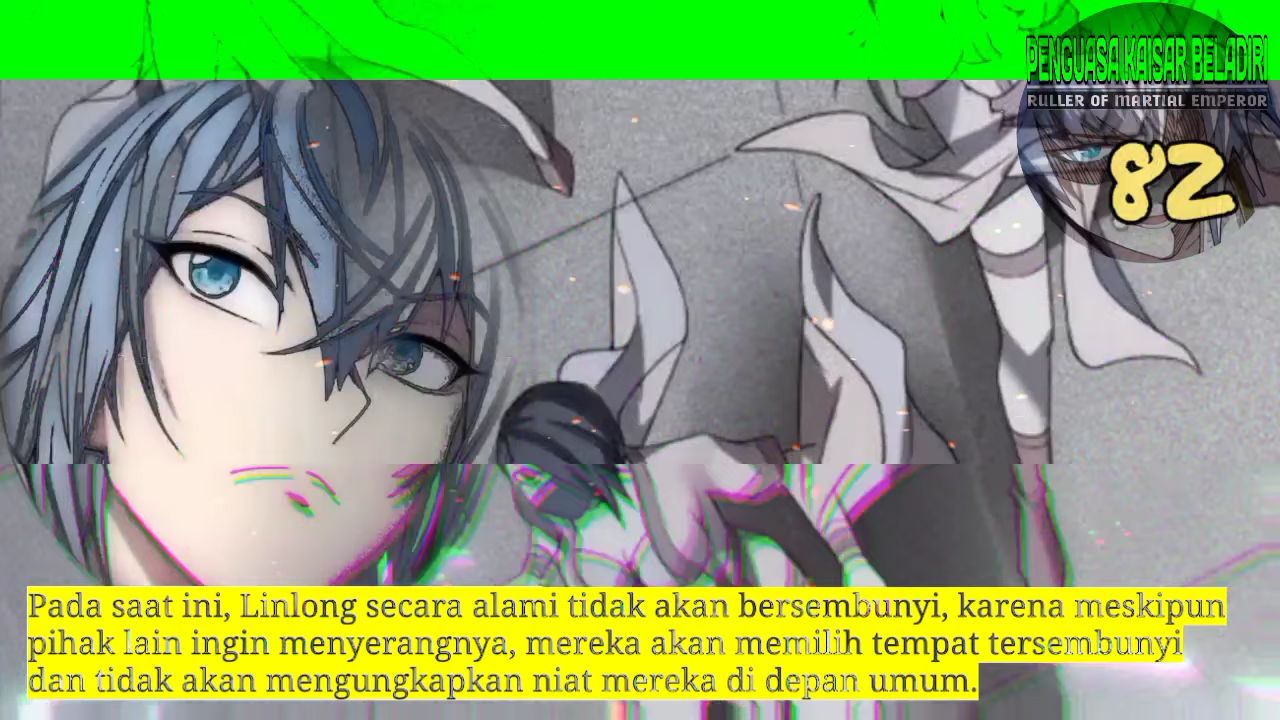 PENGUASA KAISAR BELADIRI
RULLER OF MARTIAL EMPEROR
82
Pada saat ini, Linlong secara alami tidak akan bersembunyi, karena meskipun
pihak lain ingin menyerangnya, mereka akan memilih tempat tersembunyi
dan tidak akan mengungkapkan niat mereka di depan umum.